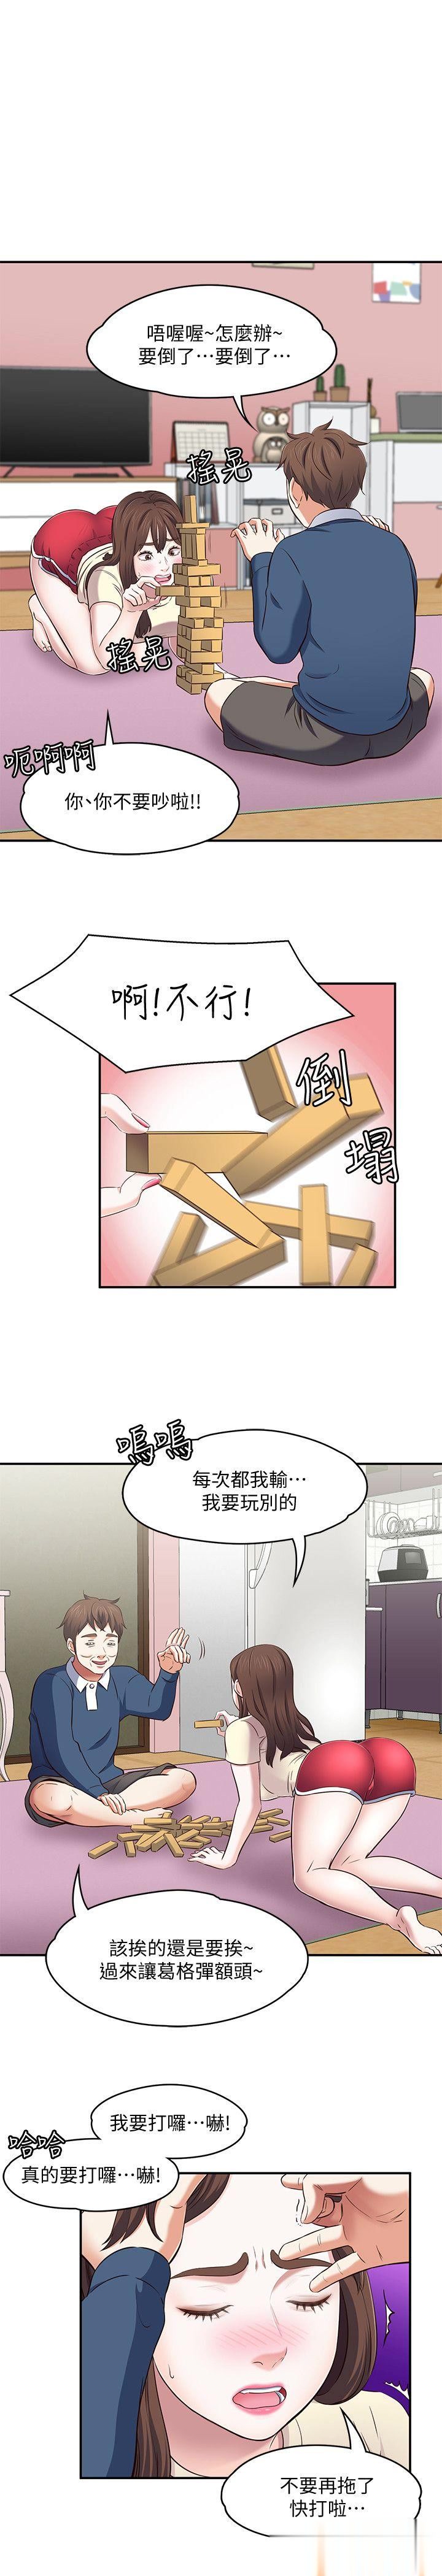 唔喔喔~怎麼辦~
要倒了…要倒了…
搖晃
搖晃
呃啊啊
你、你不要吵啦!!
啊!不行!
倒
塌
嗚嗚
每次都我輸…
我要玩別的
該挨的還是要挨~
過來讓葛格彈額頭~
我要打囉…嚇!
哈哈
真的要打囉…嚇!
不要再拖了
快打啦…